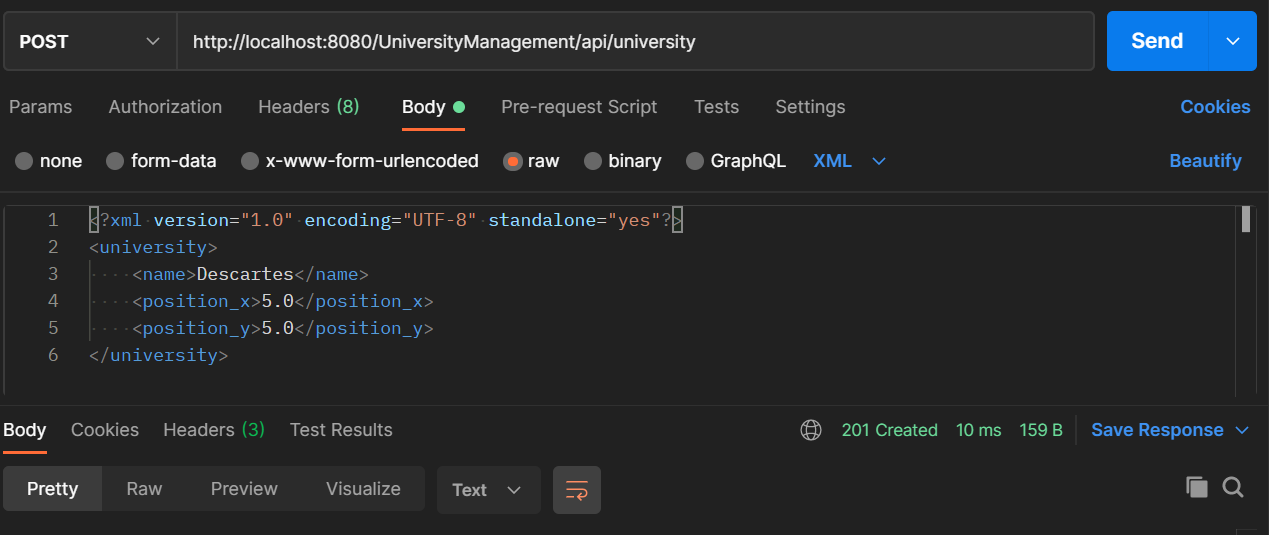 POST http://localhost:8080/UniversityManagement/api/university Send
Params Authorization Headers (8) Body Pre-request Script Tests Settings Cookies
none form-data x-www-form-urlencoded raw binary GraphQL XML Beautify
1 <?xml version="1.0" encoding="UTF-8" standalone="yes"?>
2 <university>
3 ····<name>Descartes</name>
4 ····<position_x>5.0</position_x>
5 ····<position_y>5.0</position_y>
6 </university>
Body Cookies Headers (3) Test Results 201 Created 10 ms 159 B Save Response
Pretty Raw Preview Visualize Text